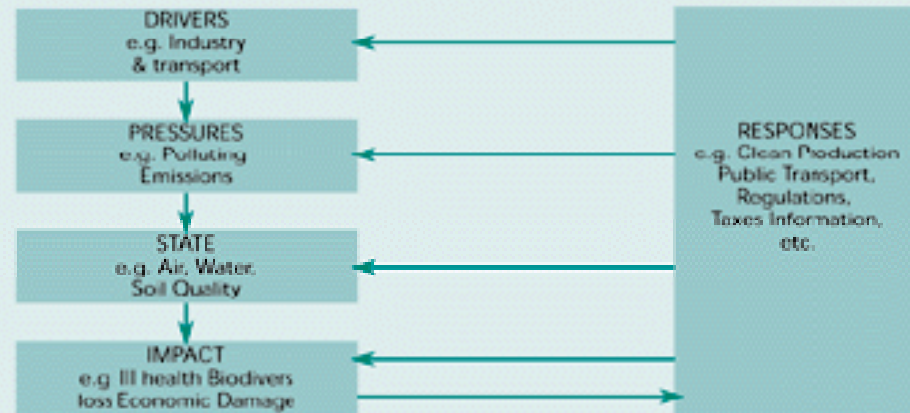 DRIVERS
e.g. Industry
& transport
PRESSURES
e.g. Polluting
Emissions
STATE
e.g. Air, Water,
Soil Quality
IMPACT
e.g Ill health Biodivers
loss Economic Damage
RESPONSES
e.g. Clean Production
Public Transport,
Regulations,
Taxes Information,
etc.